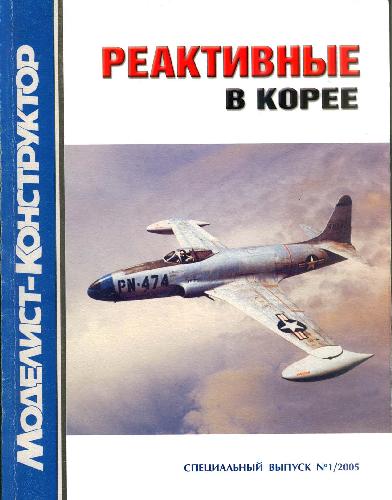 РЕАКТИВНЫЕ
В КОРЕЕ
МОДЕЛИСТ-КОНСТРУКТОР
PN-474
СПЕЦИАЛЬНЫЙ ВЫПУСК №1/2005